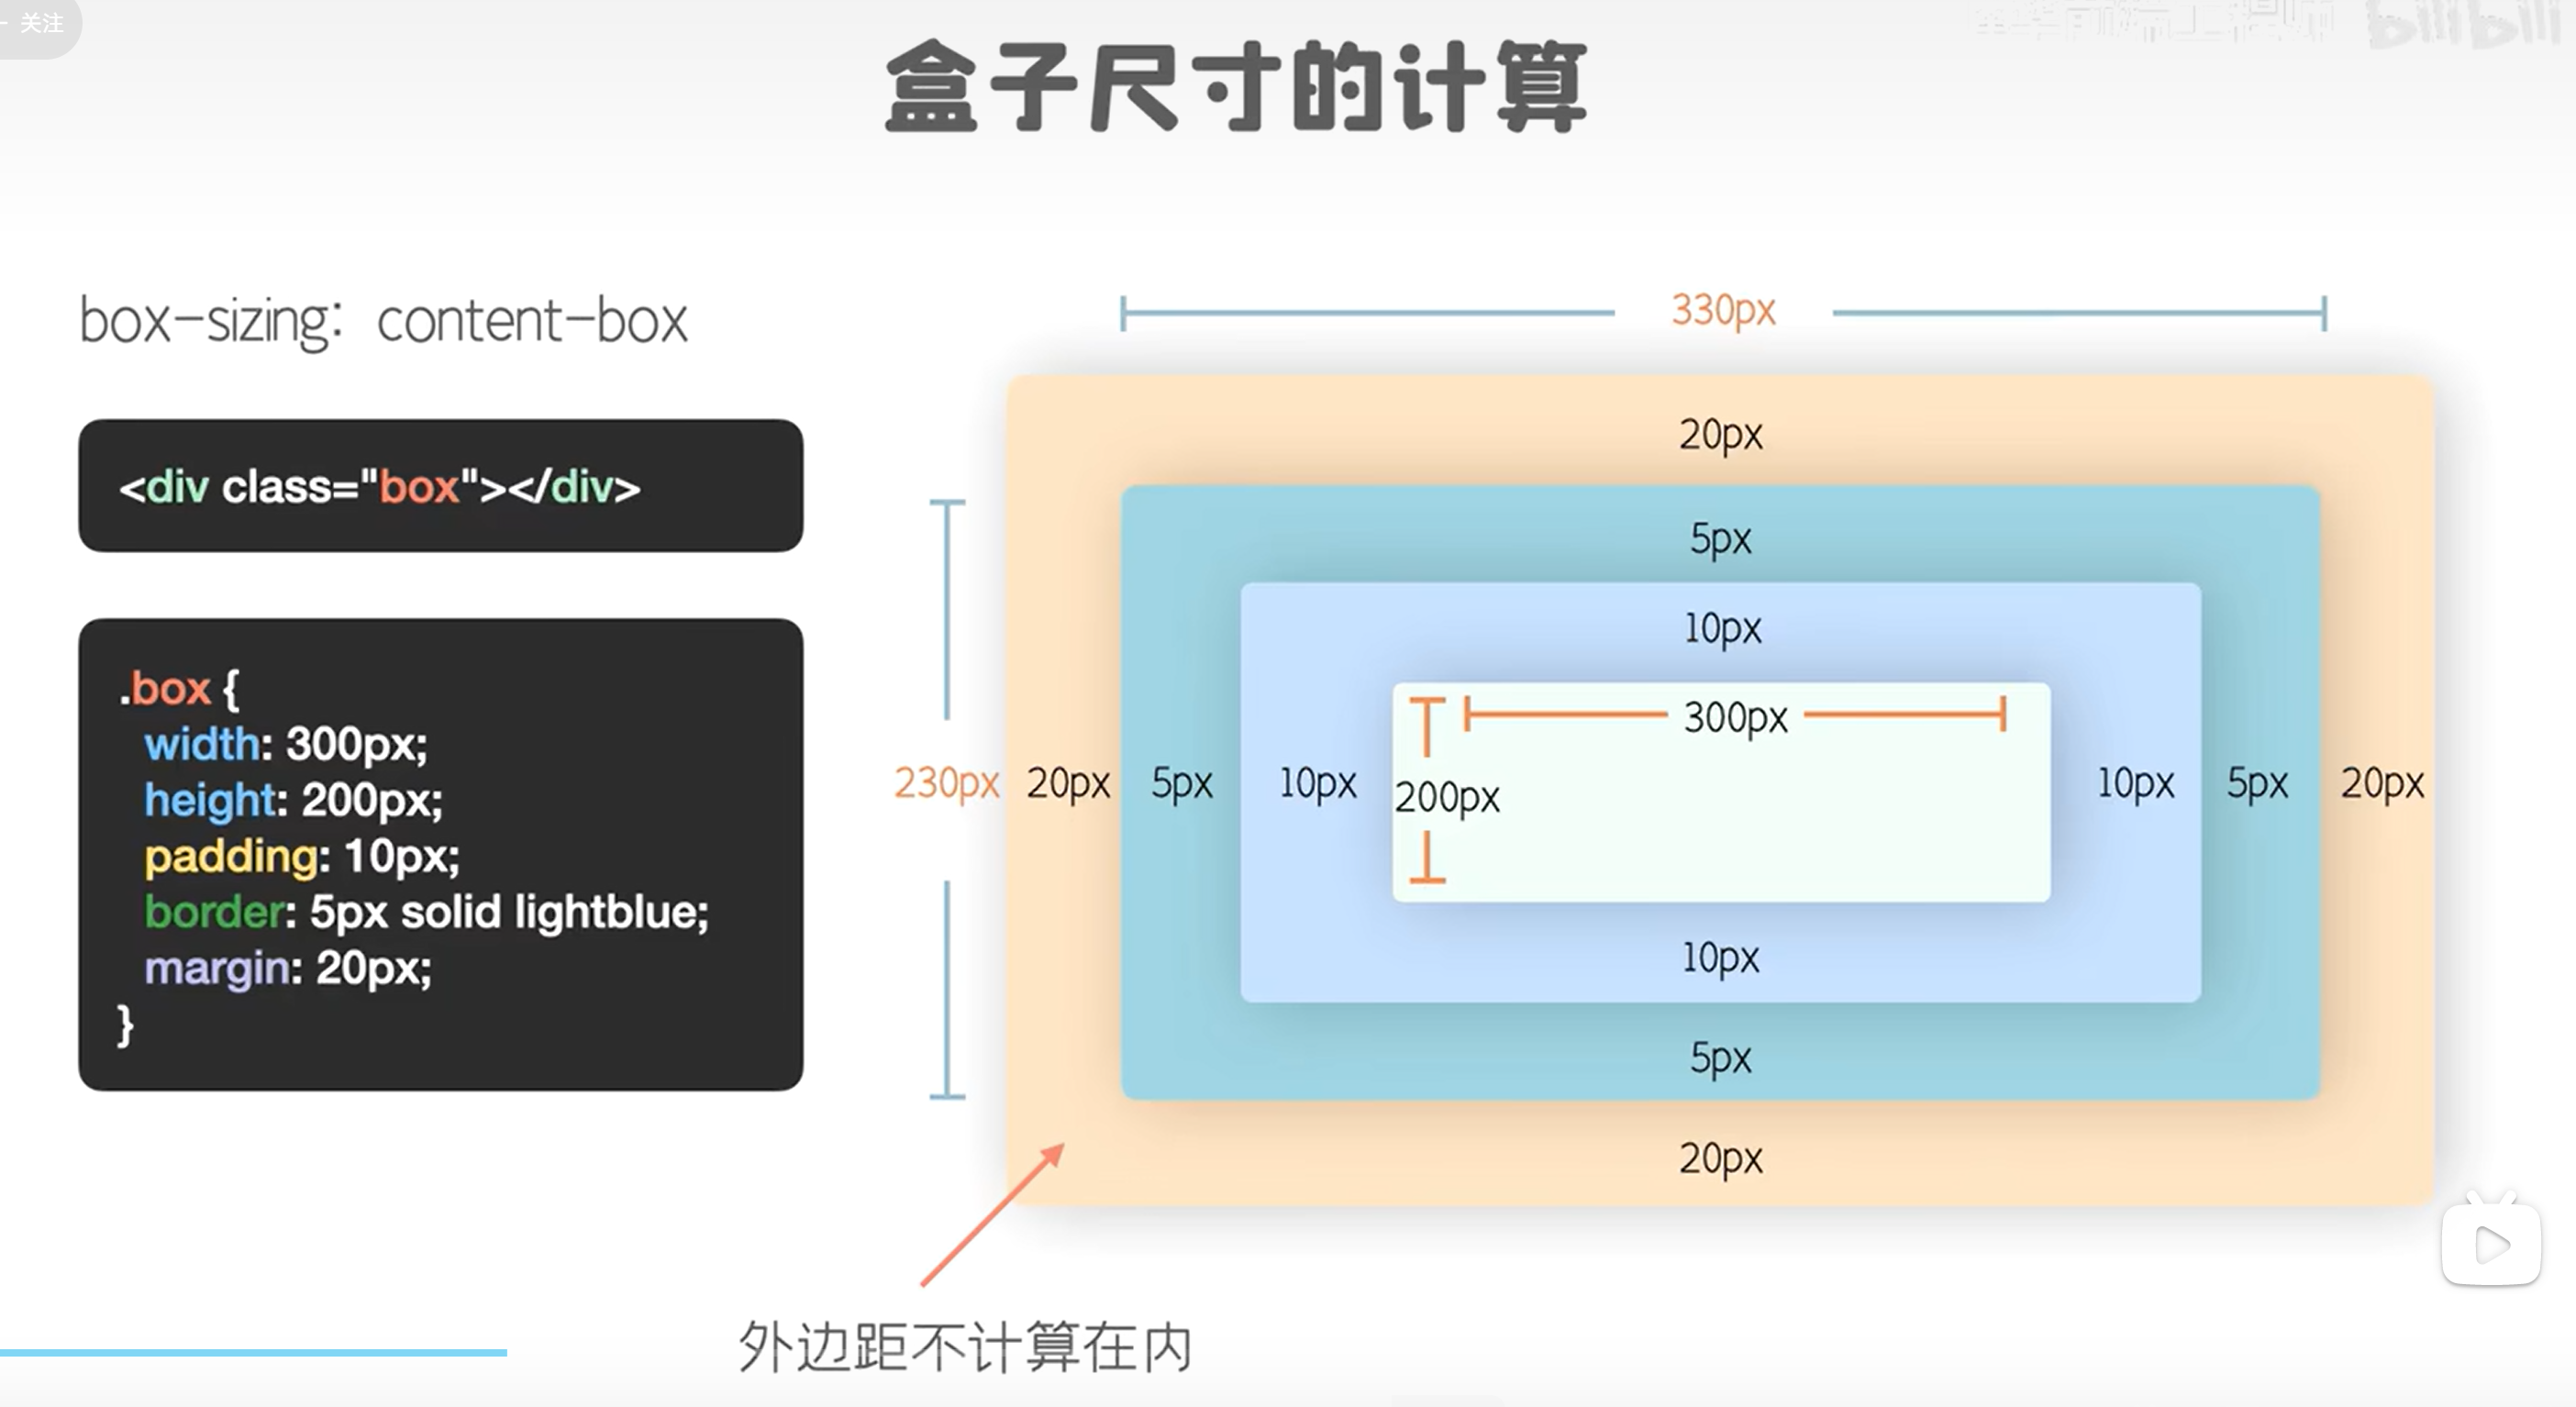 关注
bilibili
盒子尺寸的计算
box-sizing: content-box
<div class="box"></div>
.box {
width: 300px;
height: 200px;
padding: 10px;
border: 5px solid lightblue;
margin: 20px;
}
330px
20px
5px
10px
300px
230px 20px 5px 10px 200px 10px 5px 20px
10px
5px
20px
外边距不计算在内